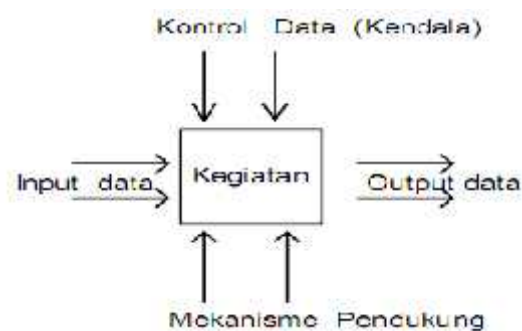 Kontrol Data (Kendala)
Input data
Kegiatan
Output data
Mekanisme Pendukung